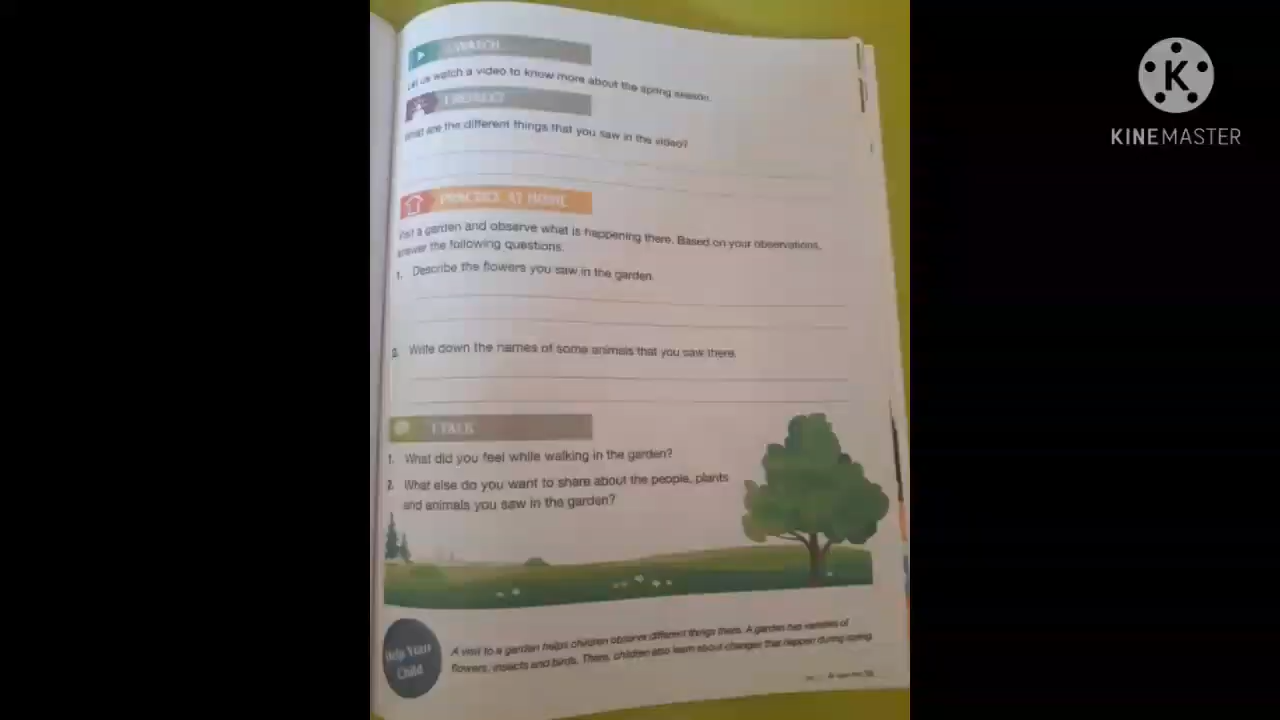 I WATCH
Let us watch a video to know more about the spring season.
I REFLECT
What are the different things that you saw in the video?
PRACTICE AT HOME
Visit a garden and observe what is happening there. Based on your observations,
answer the following questions.
1. Describe the flowers you saw in the garden.
2. Write down the names of some animals that you saw there.
I TALK
1. What did you feel while walking in the garden?
2. What else do you want to share about the people, plants
and animals you saw in the garden?
Help Your
Child
A visit to a garden helps children observe different things there. A garden has varieties of
flowers, insects and birds. There, children also learn about changes that happen during spring.
K
KINEMASTER